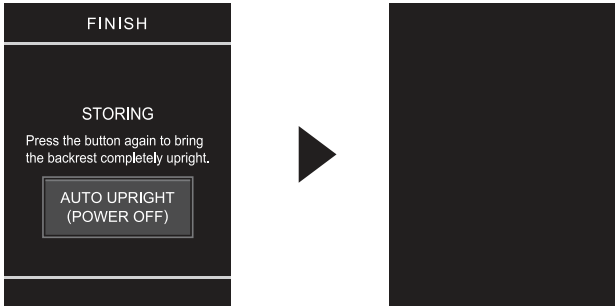 FINISH
STORING
Press the button again to bring
the backrest completely upright.
AUTO UPRIGHT
(POWER OFF)